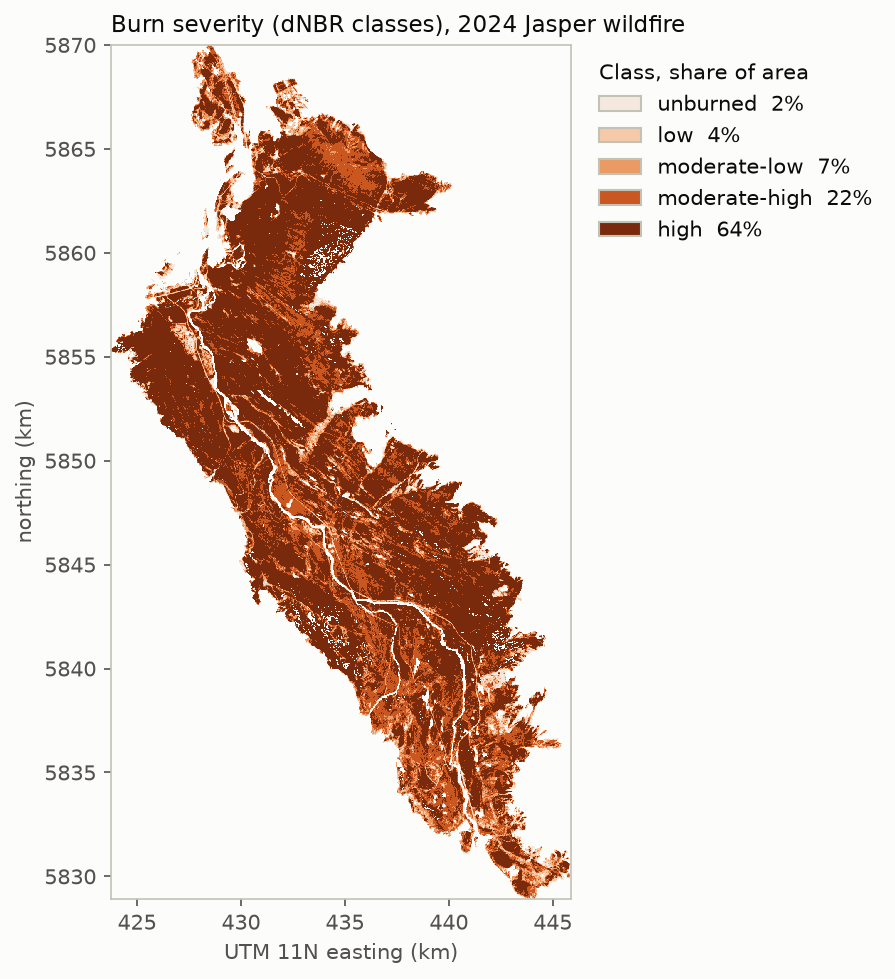 Burn severity (dNBR classes), 2024 Jasper wildfire
Class, share of area
unburned 2%
low 4%
moderate-low 7%
moderate-high 22%
high 64%
northing (km)
5870
5865
5860
5855
5850
5845
5840
5835
5830
425 430 435 440 445
UTM 11N easting (km)